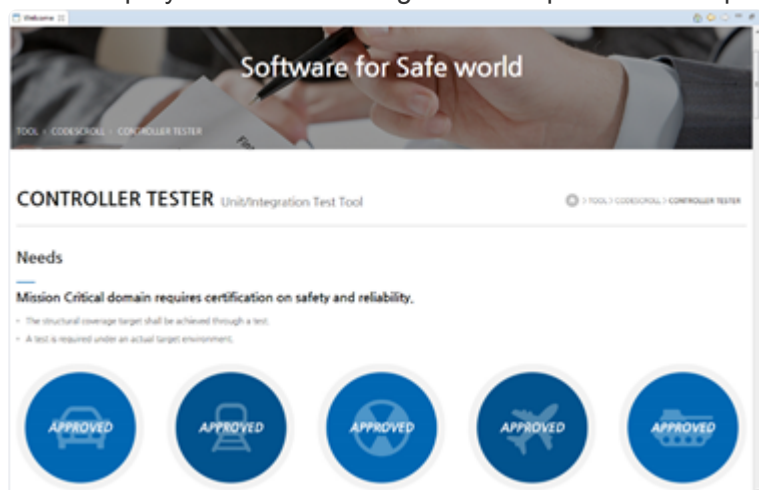 Welcome
Software for Safe world
TOOL > CODESCROLL > CONTROLLER TESTER
CONTROLLER TESTER Unit/Integration Test Tool
> TOOL > CODESCROLL > CONTROLLER TESTER
Needs
Mission Critical domain requires certification on safety and reliability.
• The structural coverage target shall be achieved through a test.
• A test is required under an actual target environment.
APPROVED APPROVED APPROVED APPROVED APPROVED